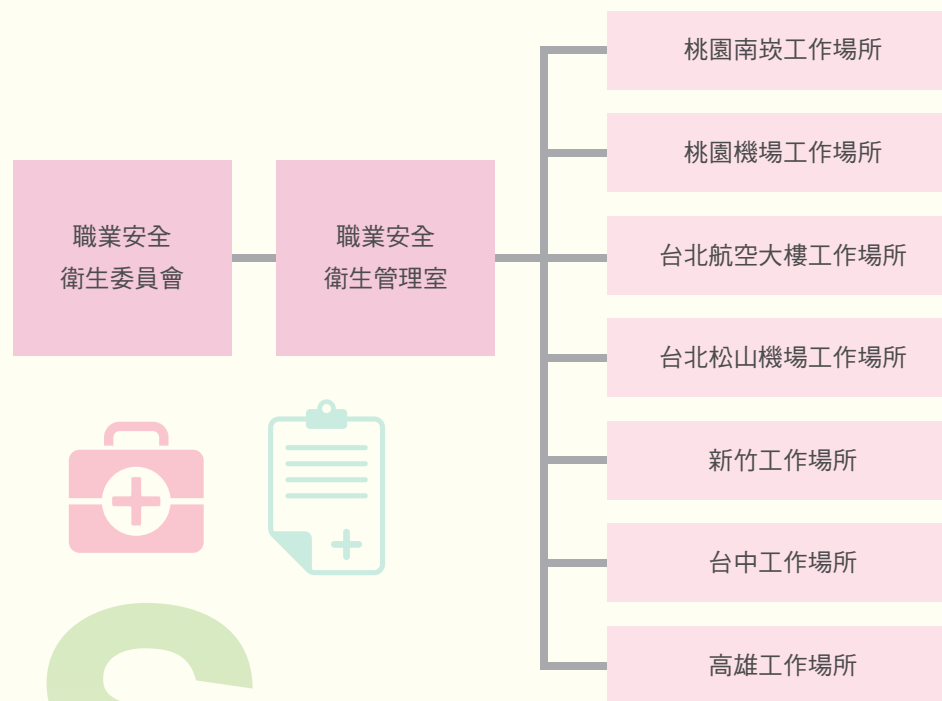 職業安全
衛生委員會
職業安全
衛生管理室
桃園南崁工作場所
桃園機場工作場所
台北航空大樓工作場所
台北松山機場工作場所
新竹工作場所
台中工作場所
高雄工作場所
S